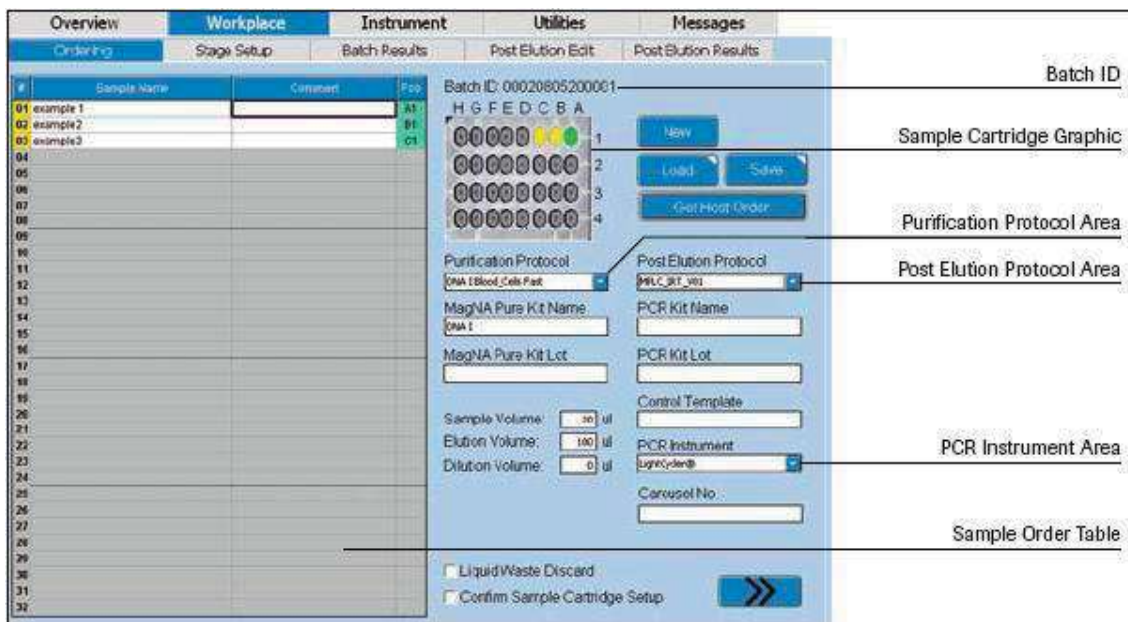 Overview Workplace Instrument Utilities Messages
Ordering Stage Setup Batch Results Post Elution Edit Post Elution Results
# Sample Name Comment Pos
01 example 1 A1
02 example2 B1
03 example3 C1
04
05
06
07
08
09
10
11
12
13
14
15
16
17
18
19
20
21
22
23
24
25
26
27
28
29
30
31
32
Batch ID: 00020805200001
H G F E D C B A
1
2
3
4
New
Load Save
Get Host Order
Purification Protocol Post Elution Protocol
DNA I Blood_Cells Fast MPLC_SRT_V01
MagNA Pure Kit Name PCR Kit Name
DNA I
MagNA Pure Kit Lot PCR Kit Lot
Control Template
Sample Volume: ul
Elution Volume: 100 ul
Dilution Volume: 0 ul
PCR Instrument
LightCycler®
Carousel No
Liquid Waste Discard
Confirm Sample Cartridge Setup
Batch ID
Sample Cartridge Graphic
Purification Protocol Area
Post Elution Protocol Area
PCR Instrument Area
Sample Order Table